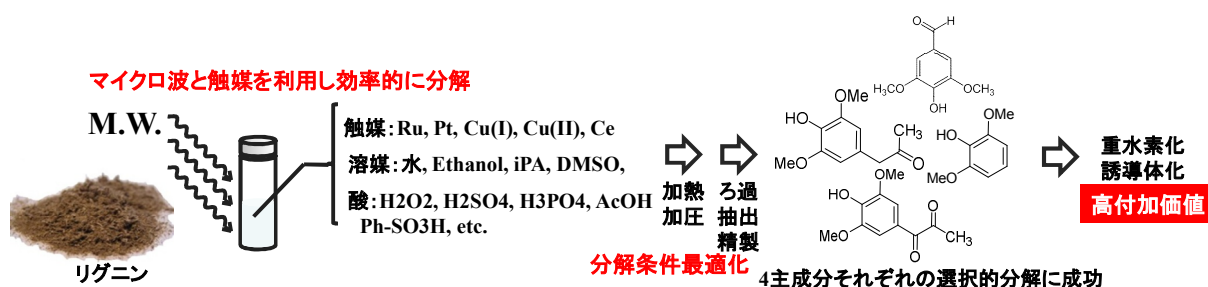 マイクロ波と触媒を利用し効率的に分解
M.W.
リグニン
触媒：Ru, Pt, Cu(I), Cu(II), Ce
溶媒：水, Ethanol, iPA, DMSO,
酸：H2O2, H2SO4, H3PO4, AcOH
Ph-SO3H, etc.
加熱
加圧
ろ過
抽出
精製
分解条件最適化
O
H
H3CO
OCH3
OH
OMe
HO
CH3
MeO
O
OMe
HO
MeO
OMe
HO
O
MeO
CH3
O
4主成分それぞれの選択的分解に成功
重水素化
誘導体化
高付加価値